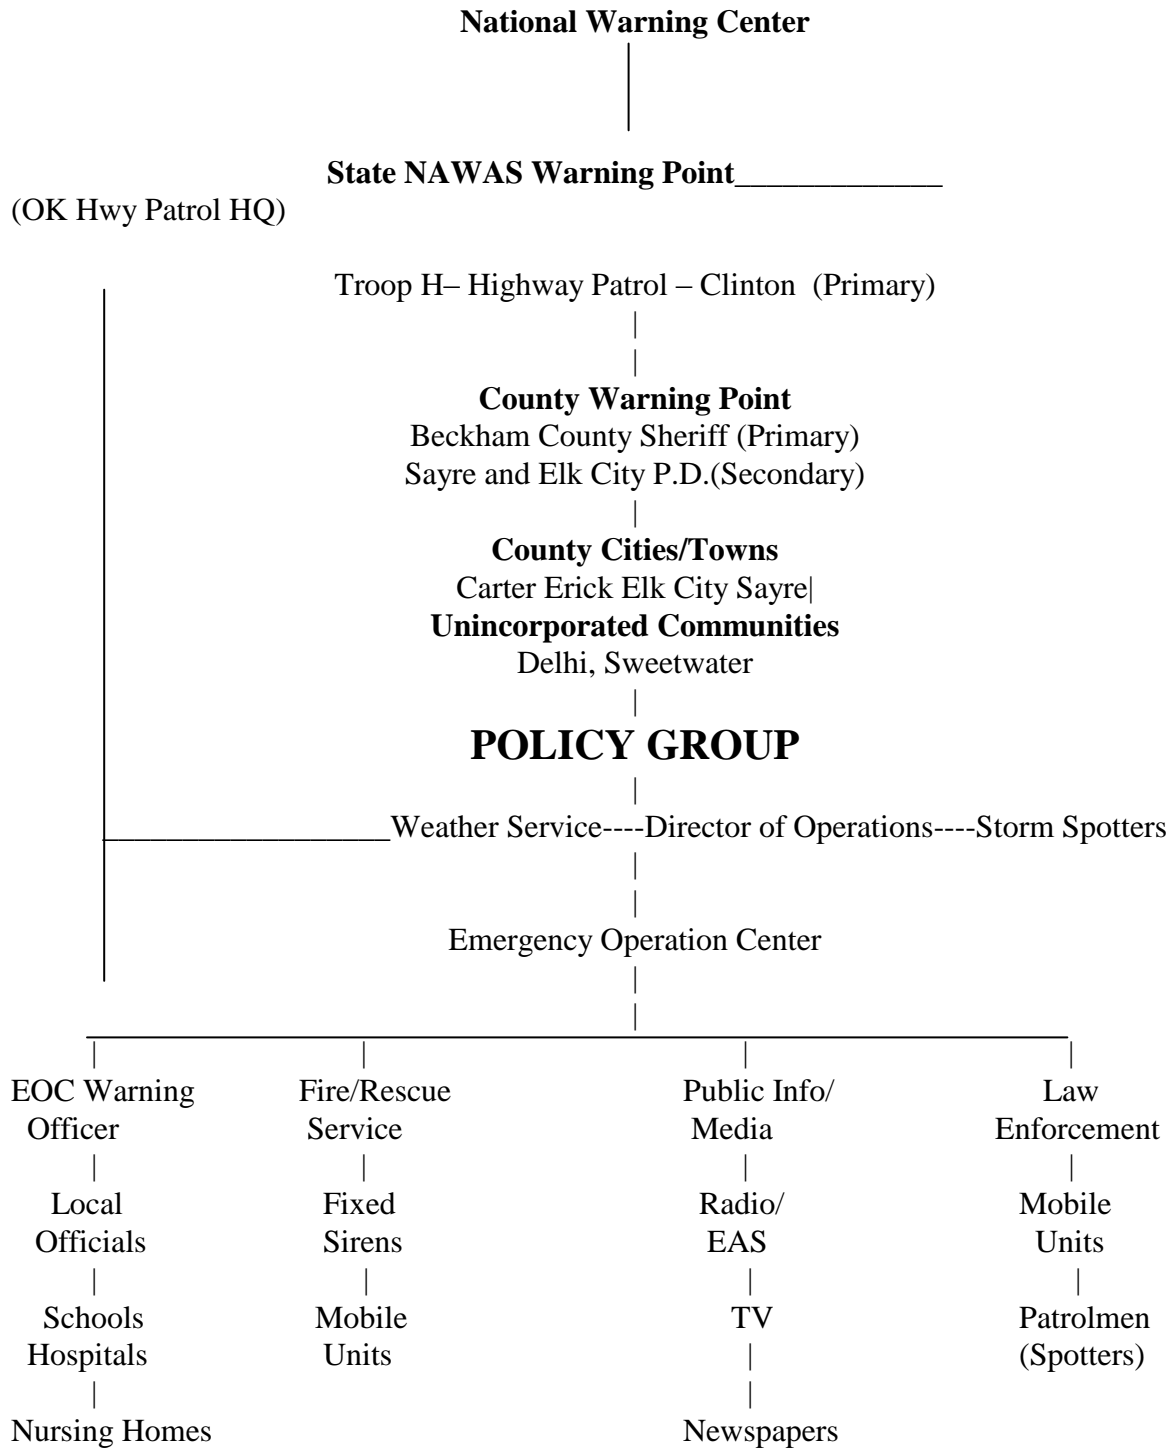 National Warning Center
State NAWAS Warning Point_____________
(OK Hwy Patrol HQ)
Troop H– Highway Patrol – Clinton (Primary)
|
|
County Warning Point
Beckham County Sheriff (Primary)
Sayre and Elk City P.D.(Secondary)
|
County Cities/Towns
Carter Erick Elk City Sayre|
Unincorporated Communities
Delhi, Sweetwater
|
POLICY GROUP
|
__________________Weather Service----Director of Operations----Storm Spotters
|
|
Emergency Operation Center
|
|
| | | |
EOC Warning Fire/Rescue Public Info/ Law
Officer Service Media Enforcement
| | | |
Local Fixed Radio/ Mobile
Officials Sirens EAS Units
| | | |
Schools Mobile TV Patrolmen
Hospitals Units | (Spotters)
| |
Nursing Homes Newspapers